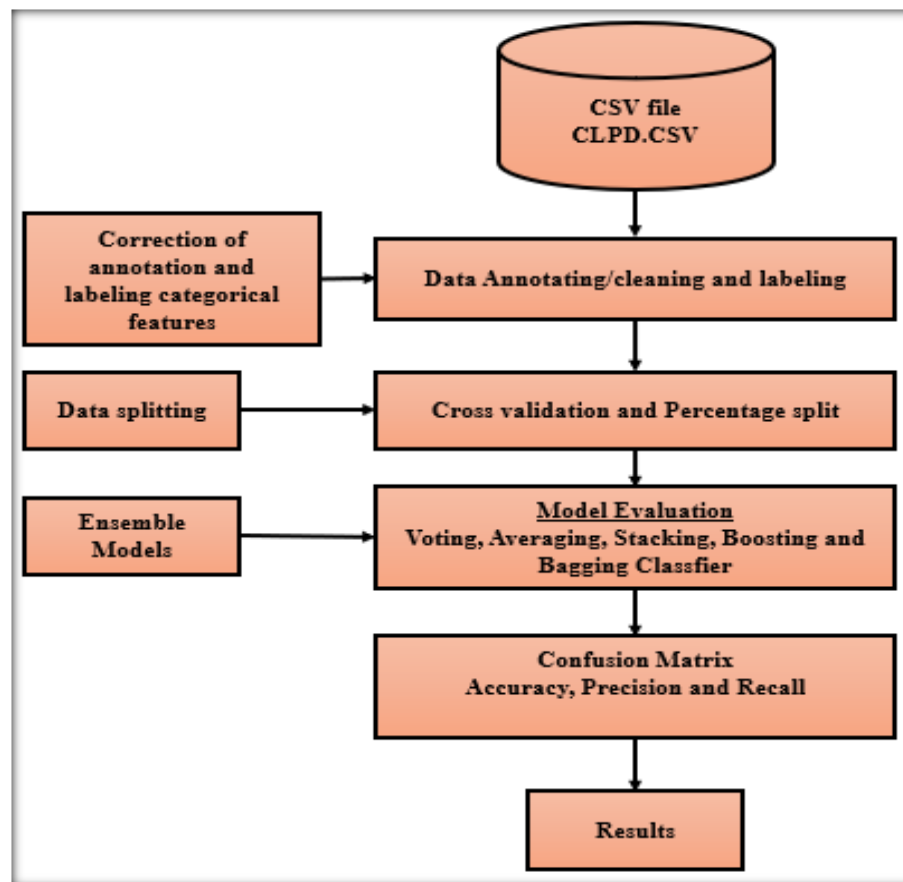 CSV file
CLPD.CSV
Correction of
annotation and
labeling categorical
features
Data Annotating/cleaning and labeling
Data splitting
Cross validation and Percentage split
Ensemble
Models
Model Evaluation
Voting, Averaging, Stacking, Boosting and
Bagging Classfier
Confusion Matrix
Accuracy, Precision and Recall
Results